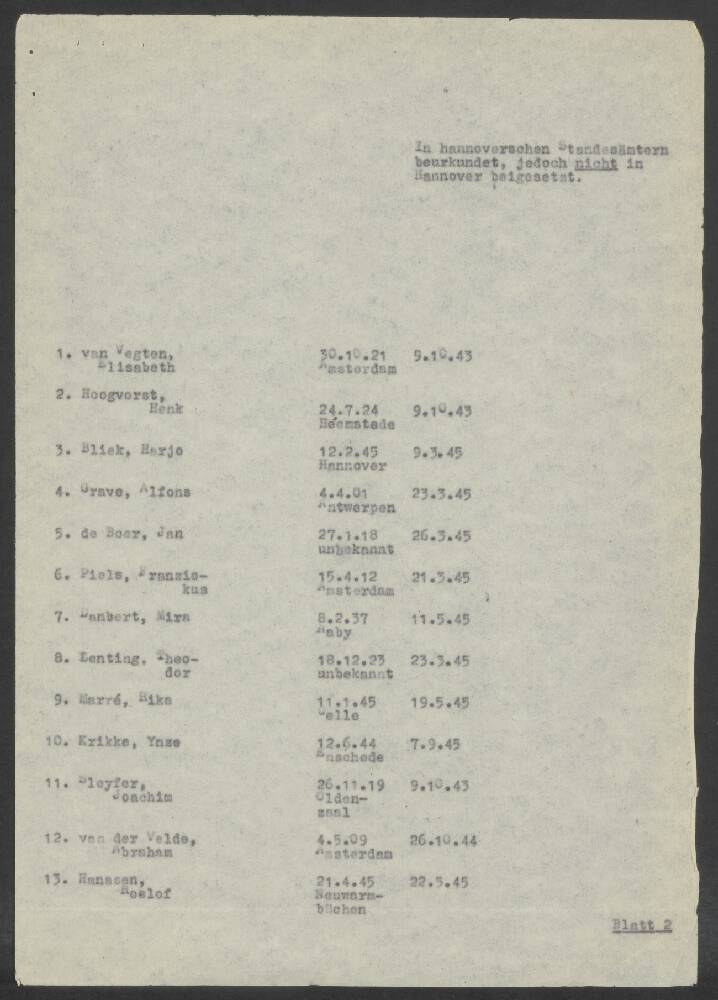 In hannoverschen Standesämtern
beurkundet, jedoch nicht in
Hannover beigesetzt.
1. van Vegten, 30.10.21 9.10.43
Elisabeth Amsterdam
2. Hoogvorst,
Henk 24.7.24 9.10.43
Heemstede
3. Bliek, Harjo 12.2.45 9.3.45
Hannover
4. Grave, Alfons 4.4.01 23.3.45
Antwerpen
5. de Boer, Jan 27.1.18 26.3.45
unbekannt
6. Piels, Franzis- 15.4.12 21.3.45
kus Amsterdam
7. Danbert, Mira 8.2.37 11.5.45
8. Lenting, Theo- 18.12.23 23.3.45
dor unbekannt
9. Marré, Rika 11.1.45 19.5.45
Celle
10. Krikke, Ynze 12.6.44 7.9.45
Enschede
11. Sleyfer, 26.11.19 9.10.43
Joachim Olden-
zaal
12. van der Velde, 4.5.09 26.10.44
Abraham Amsterdam
13. Hanssen, 21.4.45 22.5.45
Roelof Neuwarm-
büchen
Blatt 2